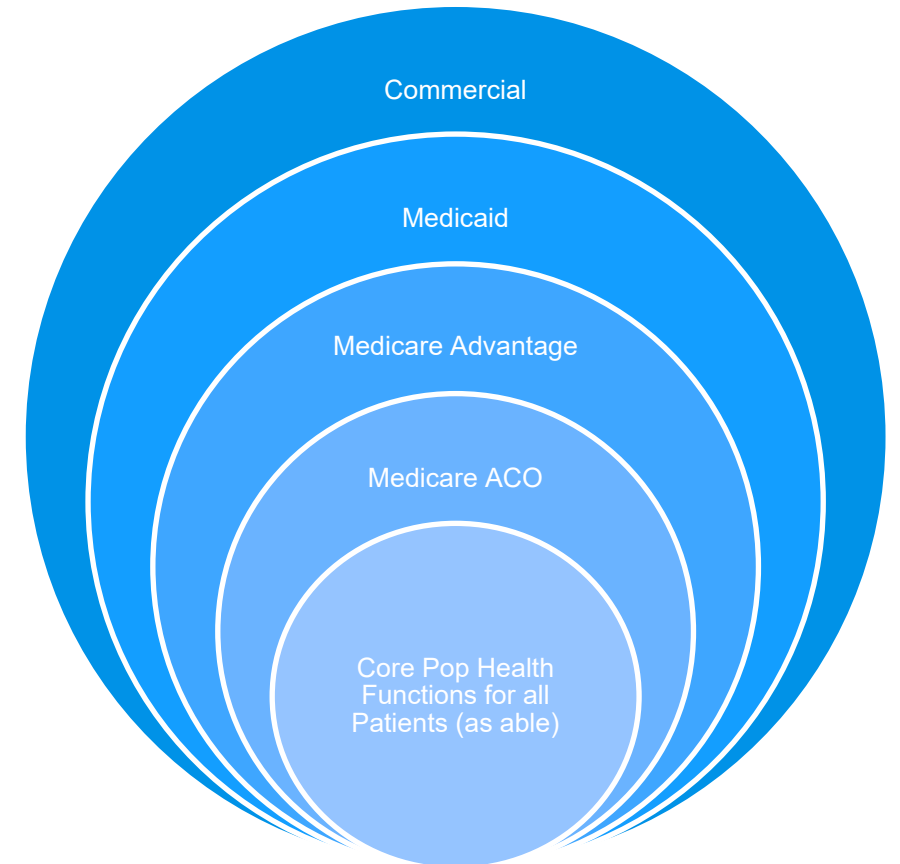 Commercial
Medicaid
Medicare Advantage
Medicare ACO
Core Pop Health
Functions for all
Patients (as able)